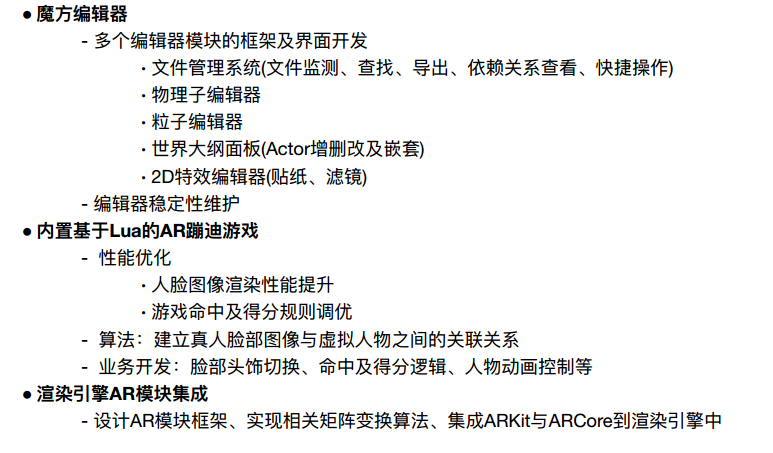 ● 魔方编辑器
- 多个编辑器模块的框架及界面开发
• 文件管理系统(文件监测、查找、导出、依赖关系查看、快捷操作)
• 物理子编辑器
• 粒子编辑器
• 世界大纲面板(Actor增删改及嵌套)
• 2D特效编辑器(贴纸、滤镜)
- 编辑器稳定性维护
● 内置基于Lua的AR蹦迪游戏
- 性能优化
• 人脸图像渲染性能提升
• 游戏命中及得分规则调优
- 算法：建立真人脸部图像与虚拟人物之间的关联关系
- 业务开发：脸部头饰切换、命中及得分逻辑、人物动画控制等
● 渲染引擎AR模块集成
- 设计AR模块框架、实现相关矩阵变换算法、集成ARKit与ARCore到渲染引擎中